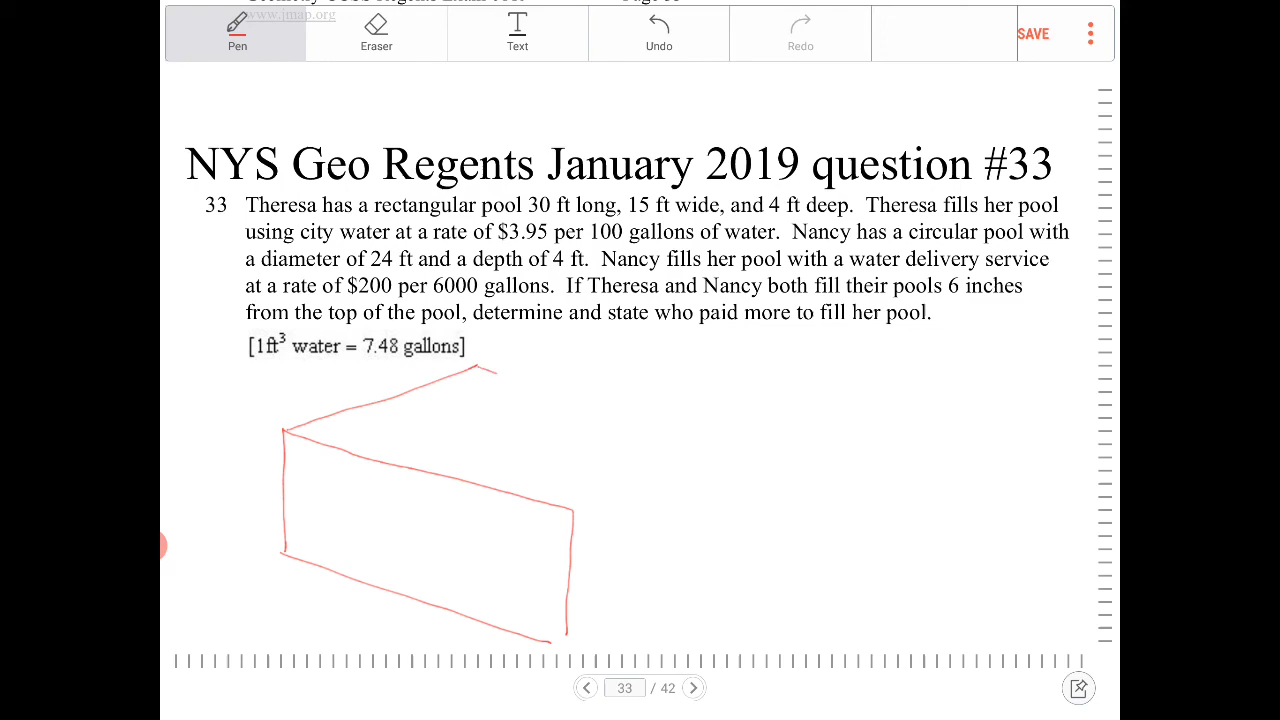 www.jmap.org
Pen
Eraser
Text
Undo
Redo
SAVE
NYS Geo Regents January 2019 question #33
33 Theresa has a rectangular pool 30 ft long, 15 ft wide, and 4 ft deep. Theresa fills her pool
using city water at a rate of $3.95 per 100 gallons of water. Nancy has a circular pool with
a diameter of 24 ft and a depth of 4 ft. Nancy fills her pool with a water delivery service
at a rate of $200 per 6000 gallons. If Theresa and Nancy both fill their pools 6 inches
from the top of the pool, determine and state who paid more to fill her pool.
[1ft³ water = 7.48 gallons]
33 / 42